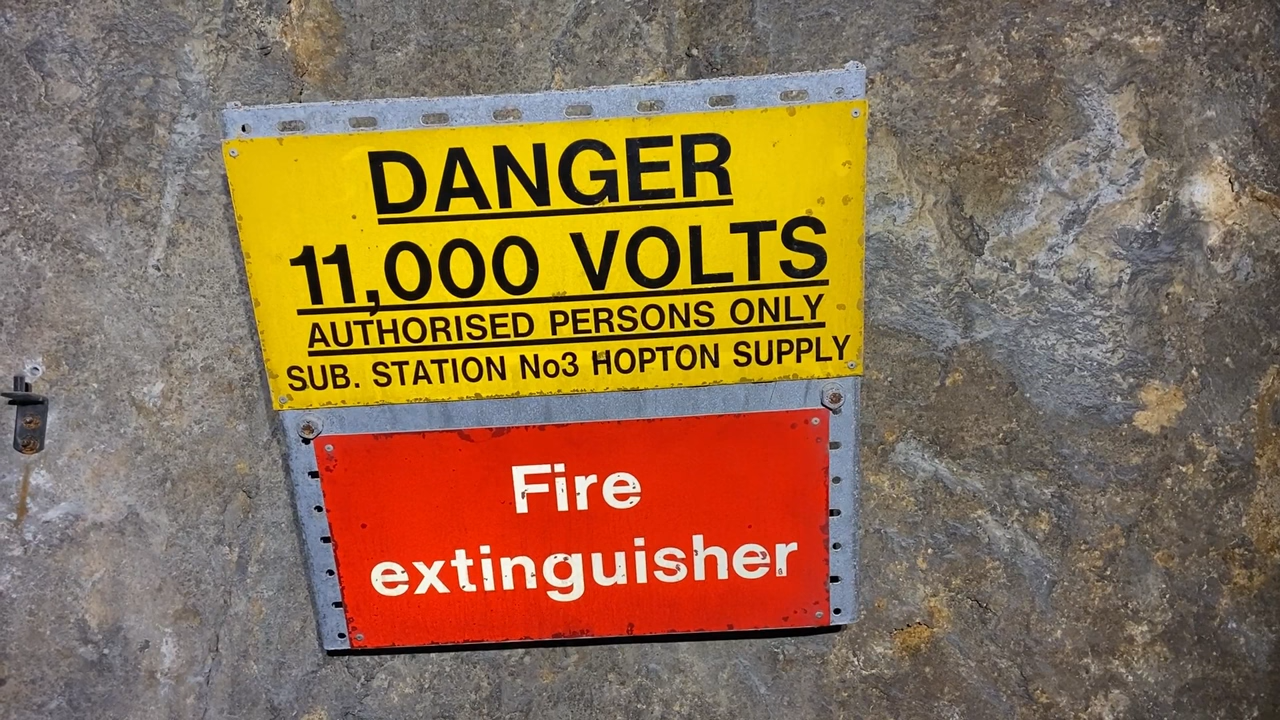 DANGER
11,000 VOLTS
AUTHORISED PERSONS ONLY
SUB. STATION No3 HOPTON SUPPLY
Fire
extinguisher